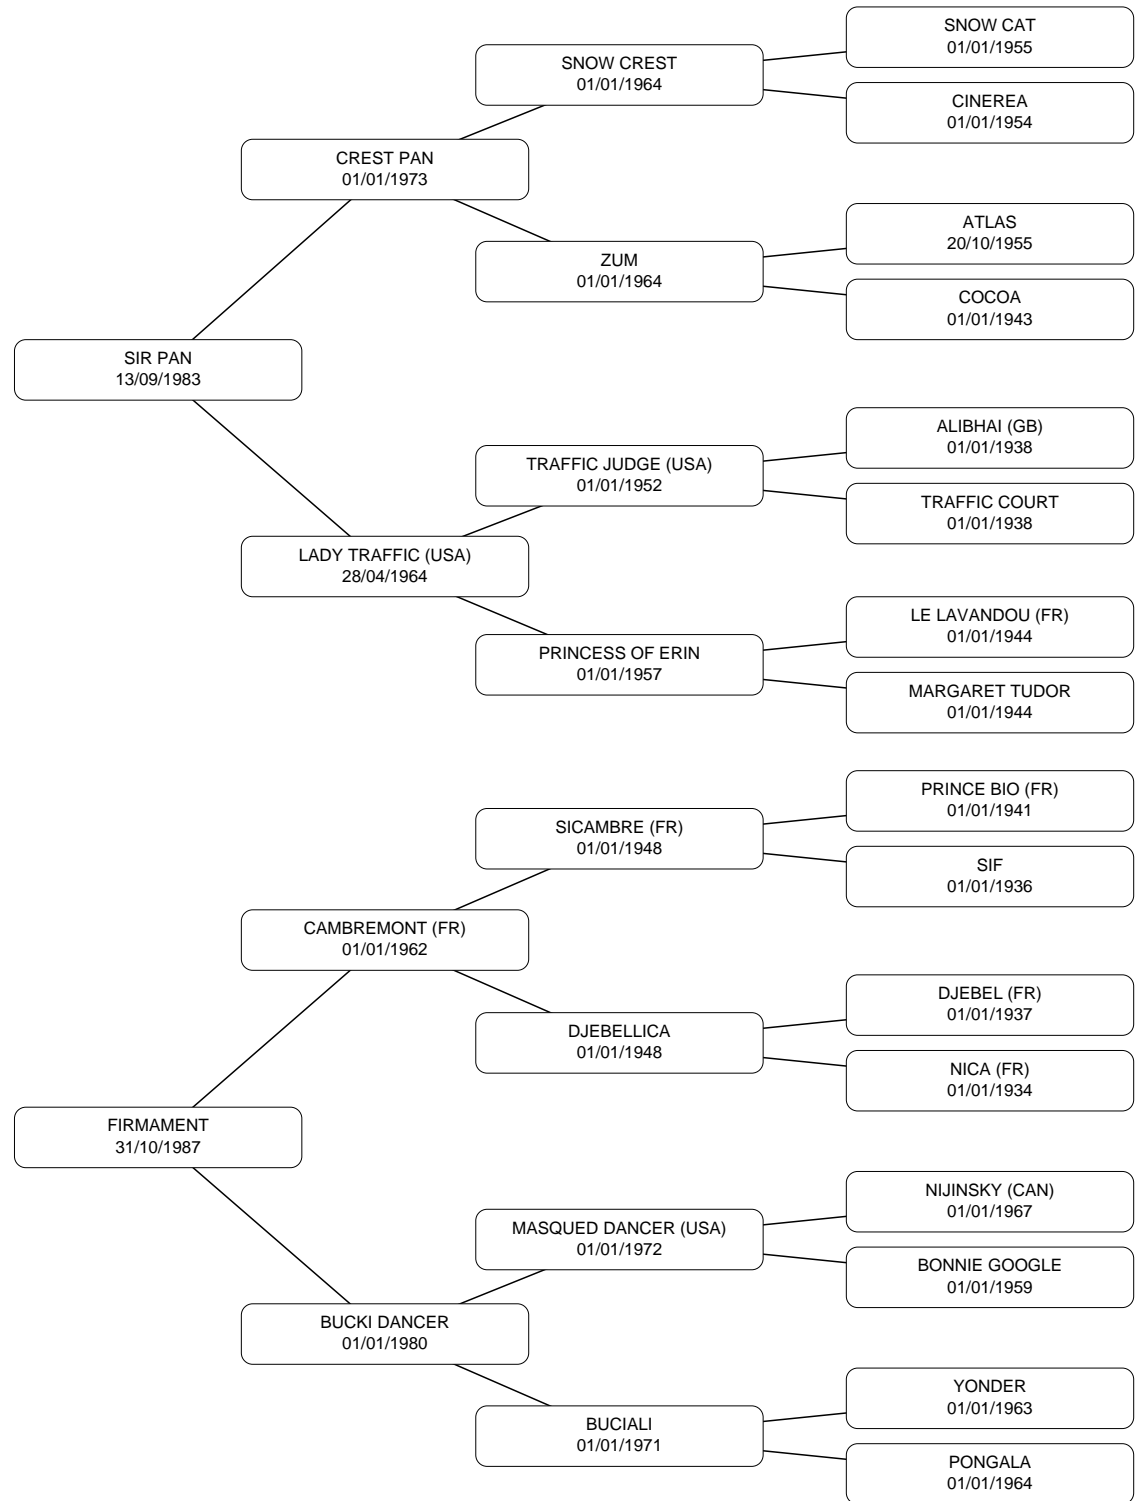 SNOW CAT
01/01/1955
SNOW CREST
01/01/1964
CINEREA
01/01/1954
CREST PAN
01/01/1973
ATLAS
20/10/1955
ZUM
01/01/1964
COCOA
01/01/1943
SIR PAN
13/09/1983
ALIBHAI (GB)
01/01/1938
TRAFFIC JUDGE (USA)
01/01/1952
TRAFFIC COURT
01/01/1938
LADY TRAFFIC (USA)
28/04/1964
LE LAVANDOU (FR)
01/01/1944
PRINCESS OF ERIN
01/01/1957
MARGARET TUDOR
01/01/1944
PRINCE BIO (FR)
01/01/1941
SICAMBRE (FR)
01/01/1948
SIF
01/01/1936
CAMBREMONT (FR)
01/01/1962
DJEBEL (FR)
01/01/1937
DJEBELLICA
01/01/1948
NICA (FR)
01/01/1934
FIRMAMENT
31/10/1987
NIJINSKY (CAN)
01/01/1967
MASQUED DANCER (USA)
01/01/1972
BONNIE GOOGLE
01/01/1959
BUCKI DANCER
01/01/1980
YONDER
01/01/1963
BUCIALI
01/01/1971
PONGALA
01/01/1964